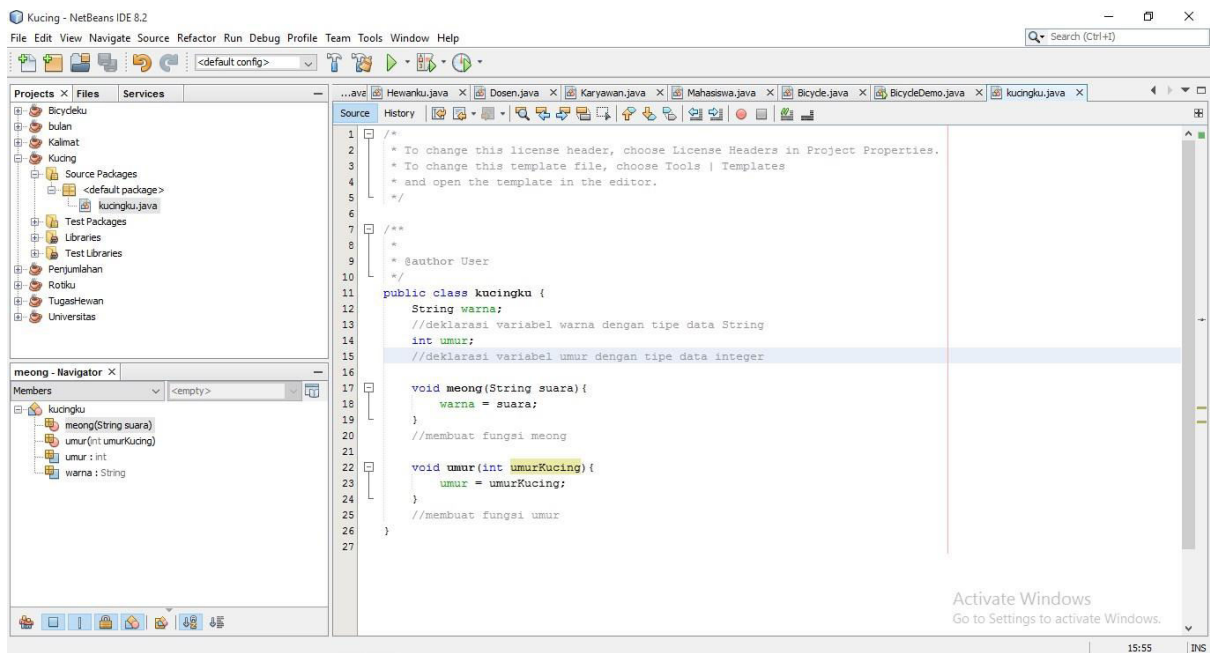 Kucing - NetBeans IDE 8.2
File Edit View Navigate Source Refactor Run Debug Profile Team Tools Window Help
Search (Ctrl+I)
<default config>
Projects Files Services
...ava Hewanku.java Dosen.java Karyawan.java Mahasiswa.java Bicycle.java BicycleDemo.java kucingku.java
Source History
Bicycleku
bulan
Kalimat
Kucing
Source Packages
<default package>
kucingku.java
Test Packages
Libraries
Test Libraries
Penjumlahan
Rotiku
TugasHewan
Universitas
meong - Navigator
Members <empty>
kucingku
meong(String suara)
umur(int umurKucing)
umur : int
warna : String
1 /*
2 * To change this license header, choose License Headers in Project Properties.
3 * To change this template file, choose Tools | Templates
4 * and open the template in the editor.
5 */
6
7 /**
8 *
9 * @author User
10 */
11 public class kucingku {
12 String warna;
13 //deklarasi variabel warna dengan tipe data String
14 int umur;
15 //deklarasi variabel umur dengan tipe data integer
16
17 void meong(String suara){
18 warna = suara;
19 }
20 //membuat fungsi meong
21
22 void umur(int umurKucing){
23 umur = umurKucing;
24 }
25 //membuat fungsi umur
26 }
27
Activate Windows
Go to Settings to activate Windows.
15:55 INS